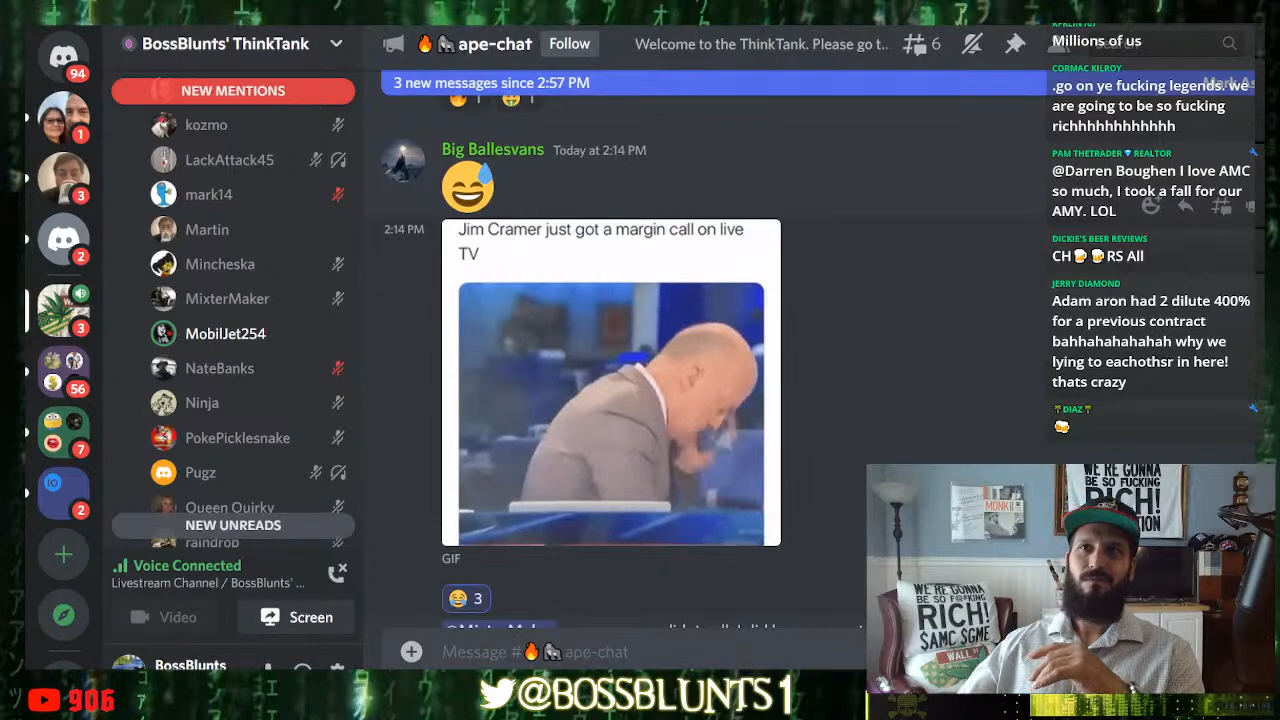 BossBlunts' ThinkTank
🔥🦍ape-chat
Follow
Welcome to the ThinkTank. Please go t...
6
3 new messages since 2:57 PM
NEW MENTIONS
kozmo
LackAttack45
mark14
Martin
Mincheska
MixterMaker
MobilJet254
NateBanks
Ninja
PokePicklesnake
Pugz
Queen Quirky
NEW UNREADS
raindrop
Voice Connected
Livestream Channel / BossBlunts' ...
Video
Screen
BossBlunts
94
1
3
2
3
56
7
IO
2
1
1
Big Ballesvans Today at 2:14 PM
😅
2:14 PM
Jim Cramer just got a margin call on live
TV
GIF
😂 3
Message #🔥🦍ape-chat
Millions of us
CORMAC KILROY
.go on ye fucking legends. we
are going to be so fucking
richhhhhhhhhhh
PAM THETRADER💎REALTOR
@Darren Boughen I love AMC
so much, I took a fall for our
AMY. LOL
DICKIE'S BEER REVIEWS
CH🍺🍺RS All
JERRY DIAMOND
Adam aron had 2 dilute 400%
for a previous contract
bahhahahahahah why we
lying to eachothsr in here!
thats crazy
🌴DIAZ🌴
🍺
WE'RE GONNA
BE SO FUCKING
RICH!
MONK
WE'RE GONNA
BE SO F@#KING
RICH!
$AMC $GME
WALL ST
906
@BOSSBLUNTS1